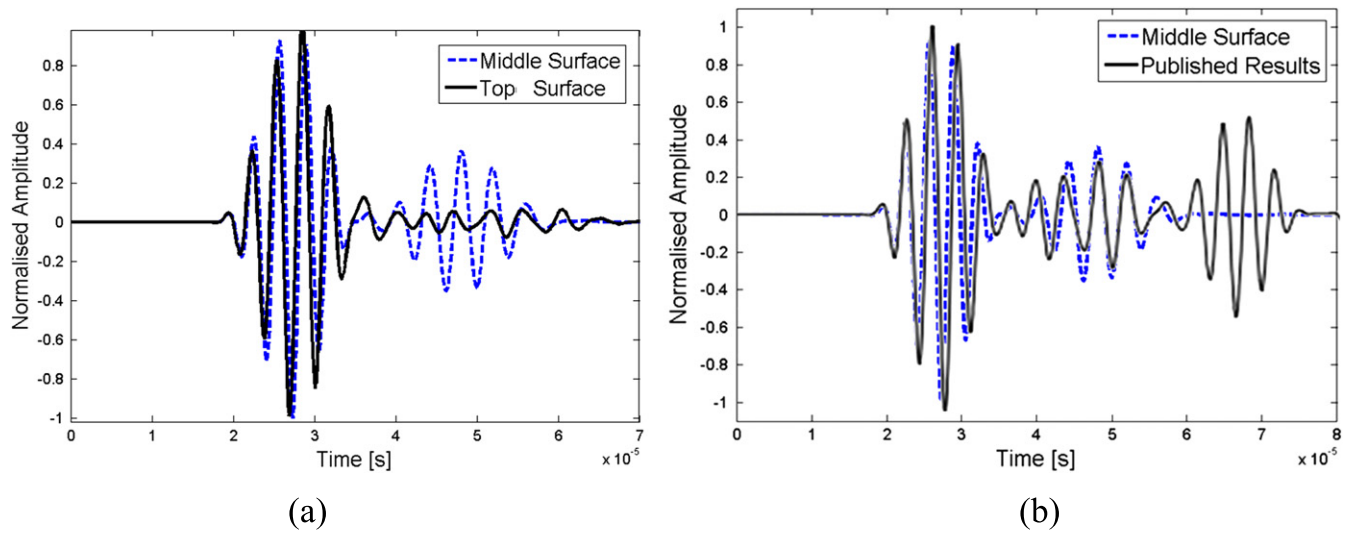 Middle Surface
Top Surface
0.8
0.6
0.4
0.2
0
-0.2
-0.4
-0.6
-0.8
-1
Normalised Amplitude
0 1 2 3 4 5 6 7
Time [s]
x 10-5
(a)
Middle Surface
Published Results
1
0.8
0.6
0.4
0.2
0
-0.2
-0.4
-0.6
-0.8
-1
Normalised Amplitude
0 1 2 3 4 5 6 7 8
Time [s]
x 10-5
(b)